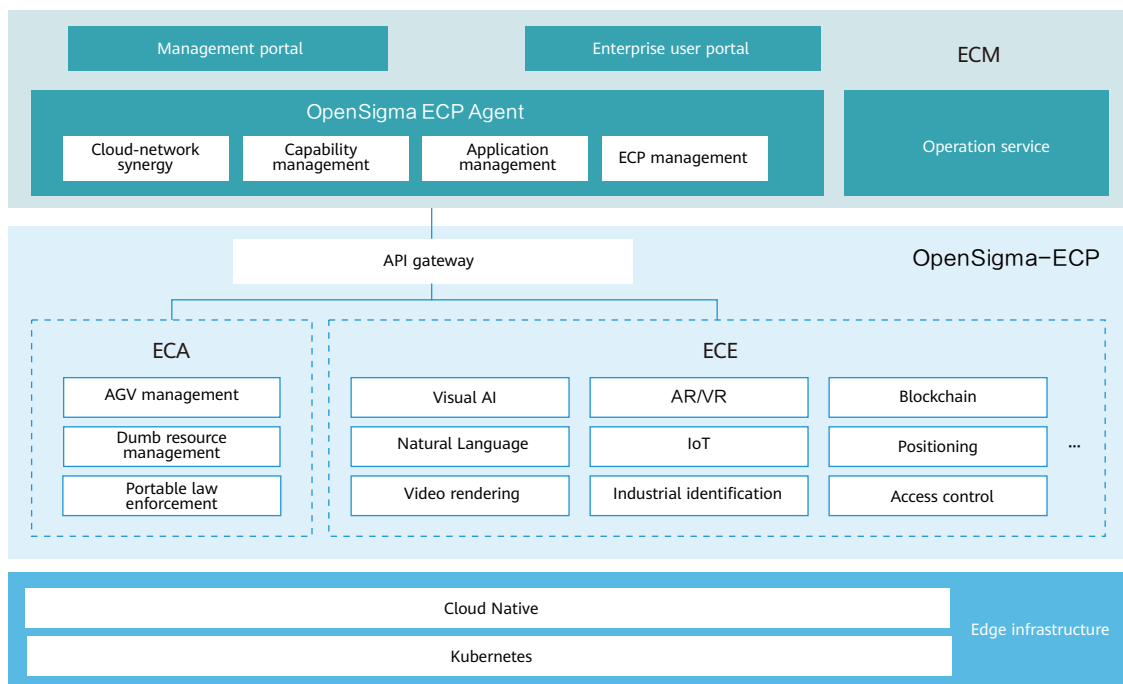 Management portal
Enterprise user portal
ECM
OpenSigma ECP Agent
Cloud-network
synergy
Capability
management
Application
management
ECP management
Operation service
API gateway
OpenSigma-ECP
ECA
AGV management
Dumb resource
management
Portable law
enforcement
ECE
Visual AI
AR/VR
Blockchain
Natural Language
IoT
Positioning
...
Video rendering
Industrial identification
Access control
Cloud Native
Kubernetes
Edge infrastructure